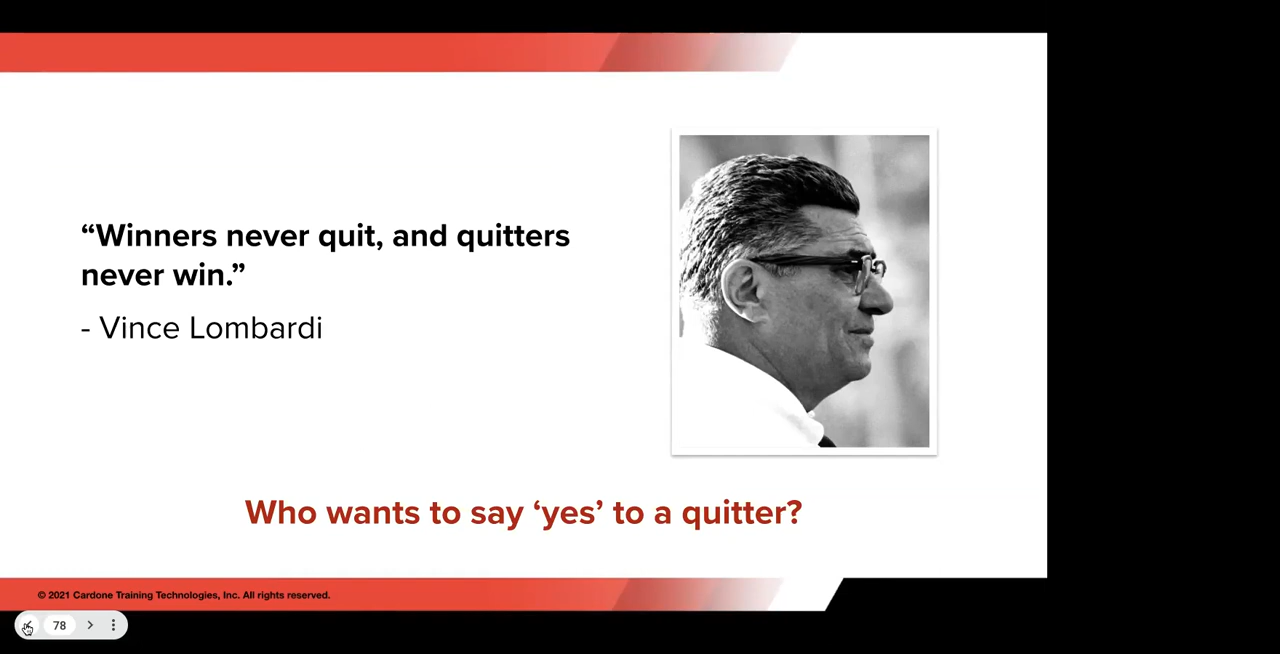 “Winners never quit, and quitters
never win.”
- Vince Lombardi
Who wants to say ‘yes’ to a quitter?
© 2021 Cardone Training Technologies, Inc. All rights reserved.
78